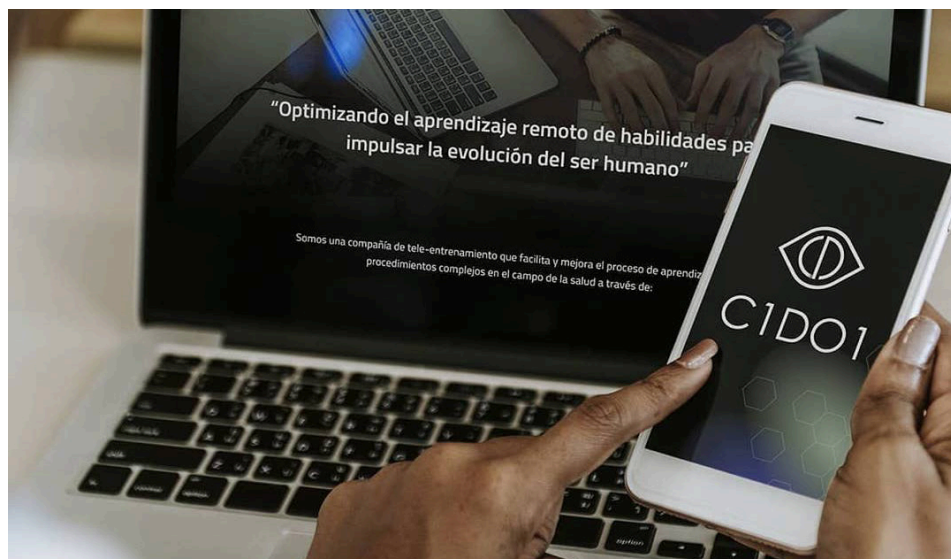 “Optimizando el aprendizaje remoto de habilidades pa
impulsar la evolución del ser humano”
Somos una compañía de tele-entrenamiento que facilita y mejora el proceso de aprendiz
procedimientos complejos en el campo de la salud a través de:
C1DO1
option